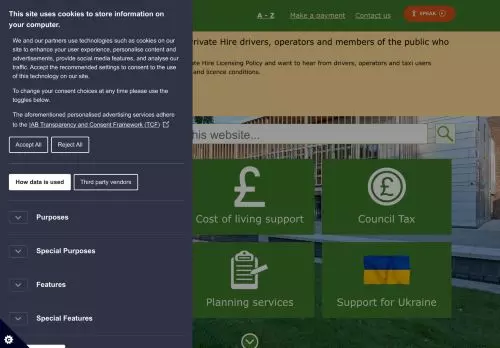 This site uses cookies to store information on
your computer.
We and our partners use technologies such as cookies on our
site to enhance your user experience, personalise content and
advertisements, provide social media features, and analyse our
traffic. Accept the recommended settings to consent to the use
of this technology on our site.
To change your consent choices at any time please use the
toggles below.
The aforementioned personalised advertising services adhere
to the IAB Transparency and Consent Framework (TCF)
Accept All
Reject All
How data is used
Third party vendors
Purposes
Special Purposes
Features
Special Features
A - Z
Make a payment
Contact us
SPEAK
rivate Hire drivers, operators and members of the public who
ate Hire Licensing Policy and want to hear from drivers, operators and taxi users
and licence conditions.
this website...
Cost of living support
Council Tax
Planning services
Support for Ukraine